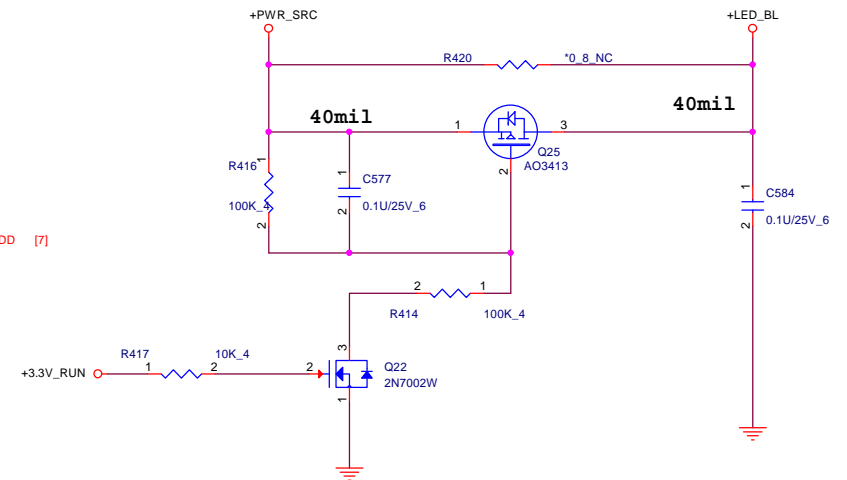 +PWR_SRC +LED_BL
R420 *0_8_NC
40mil 40mil
1 3
Q25
AO3413
2
R416 1
100K_4
2
1 C577
2 0.1U/25V_6
1 C584
2 0.1U/25V_6
DD [7]
2 1
R414 100K_4
R417 10K_4
+3.3V_RUN 1 2 2
3
Q22
2N7002W
1